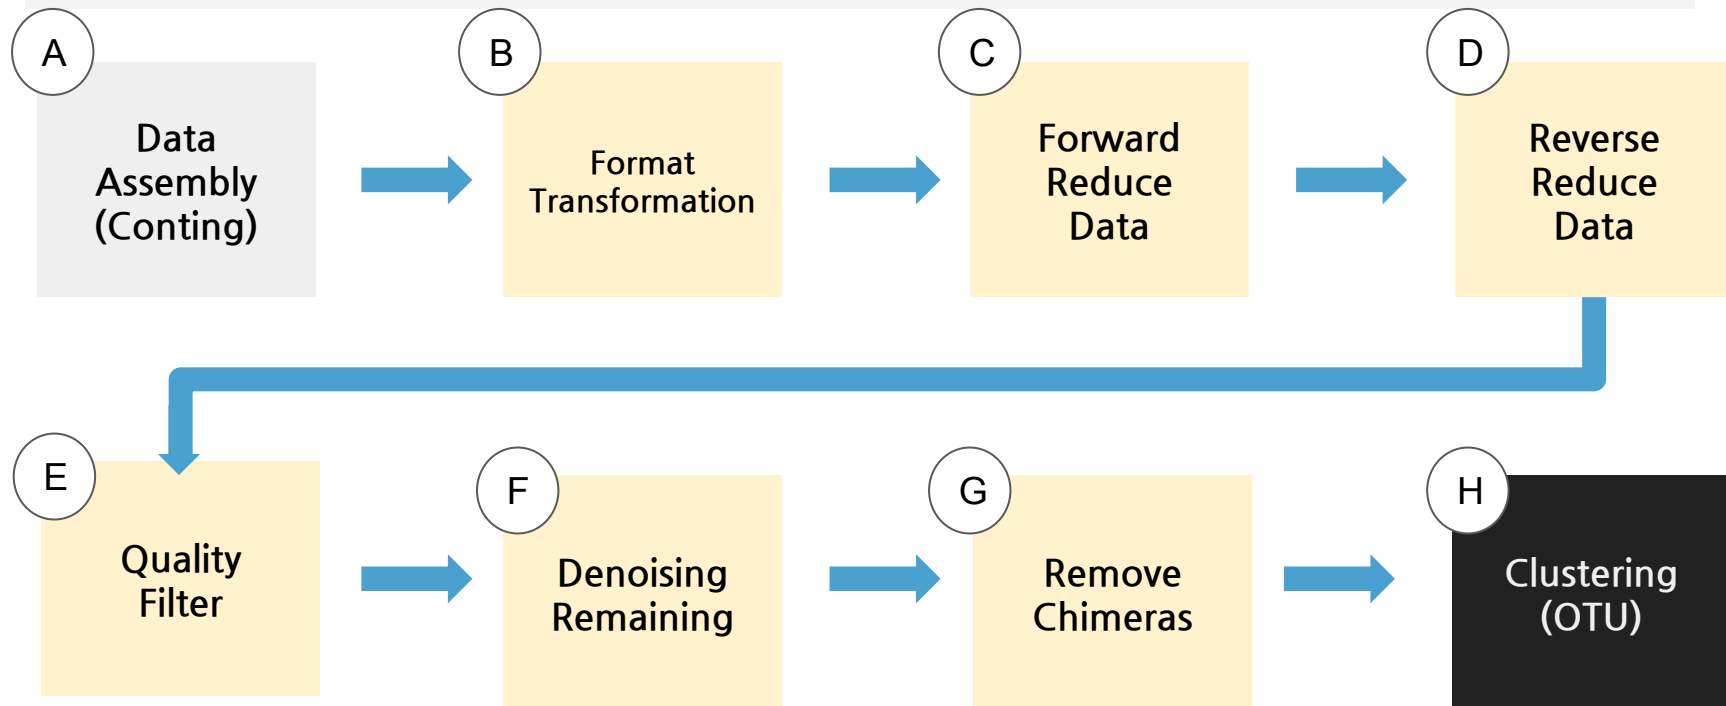 A
Data
Assembly
(Conting)
B
Format
Transformation
C
Forward
Reduce
Data
D
Reverse
Reduce
Data
E
Quality
Filter
F
Denoising
Remaining
G
Remove
Chimeras
H
Clustering
(OTU)